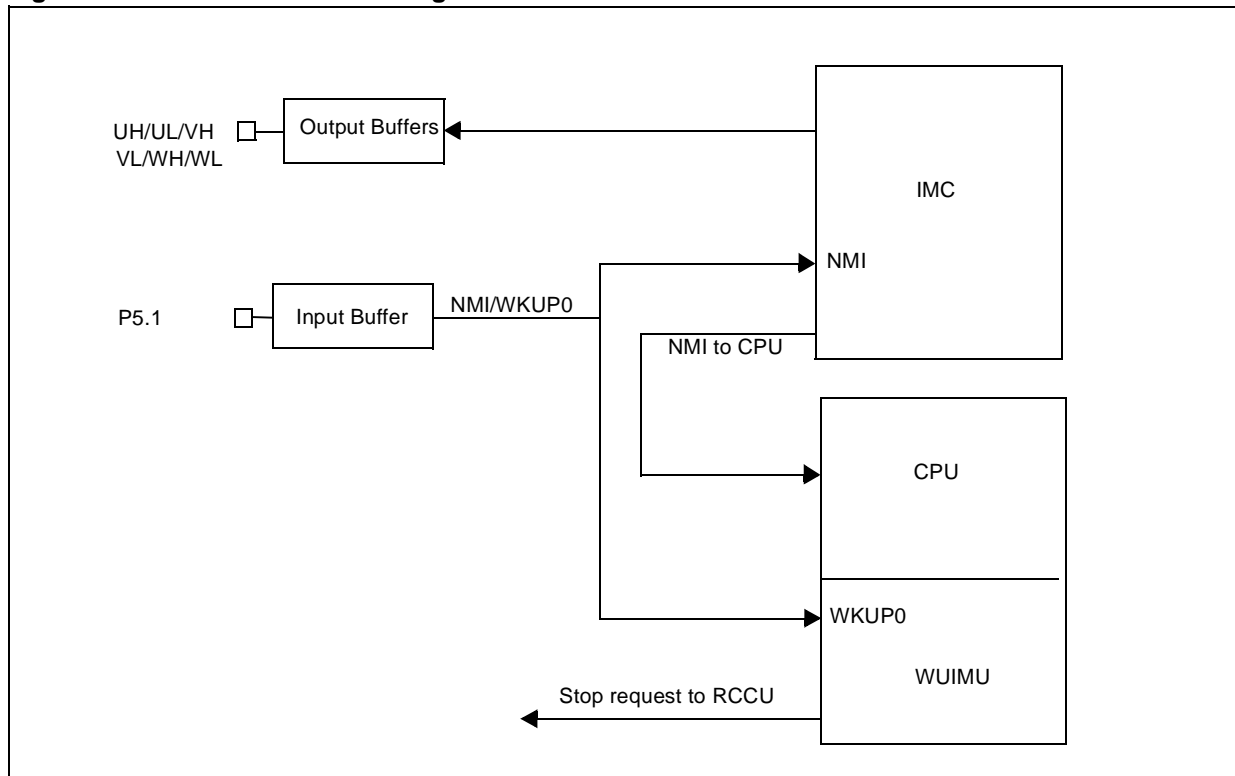 UH/UL/VH
VL/WH/WL
Output Buffers
IMC
NMI
P5.1
Input Buffer
NMI/WKUP0
NMI to CPU
CPU
WKUP0
WUIMU
Stop request to RCCU